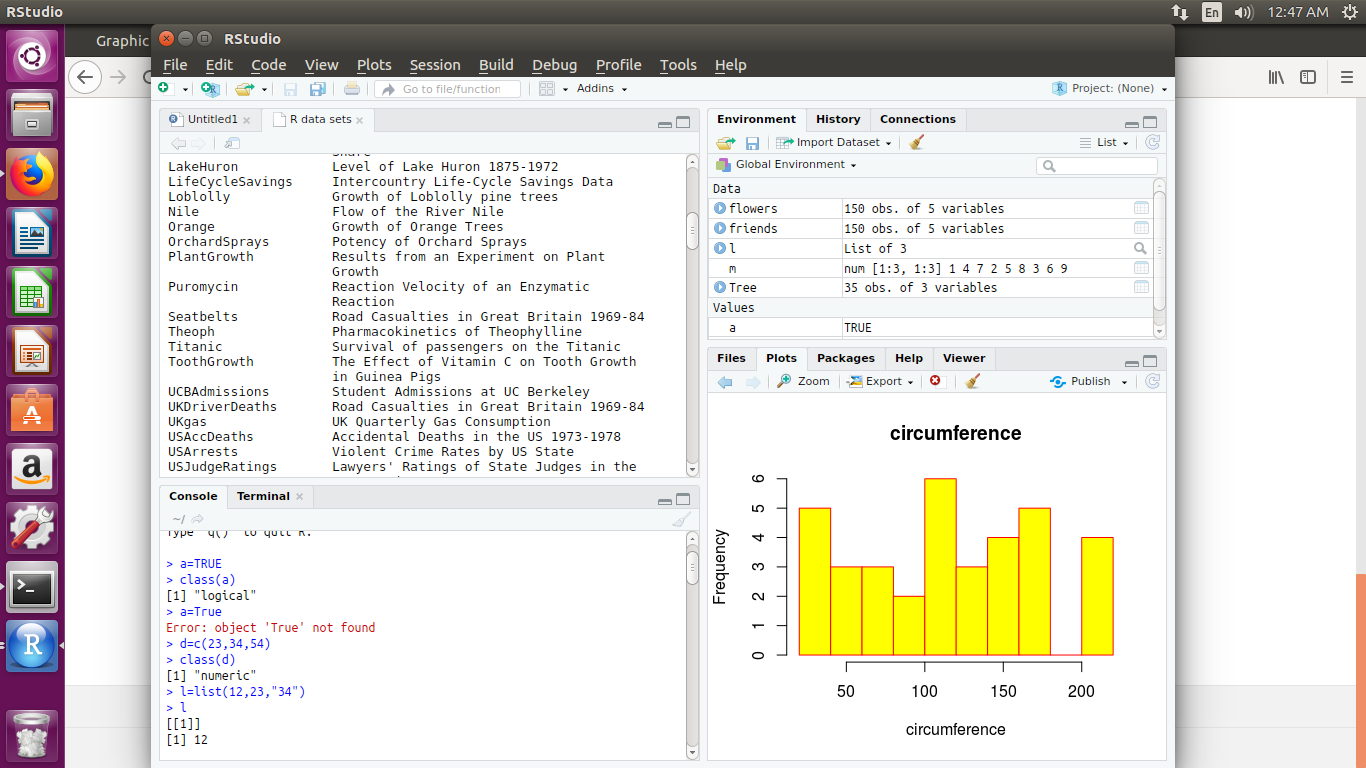 RStudio
En
12:47 AM
Graphic
RStudio
File Edit Code View Plots Session Build Debug Profile Tools Help
Go to file/function
Addins
Project: (None)
Untitled1
R data sets
LakeHuron Level of Lake Huron 1875-1972
LifeCycleSavings Intercountry Life-Cycle Savings Data
Loblolly Growth of Loblolly pine trees
Nile Flow of the River Nile
Orange Growth of Orange Trees
OrchardSprays Potency of Orchard Sprays
PlantGrowth Results from an Experiment on Plant
Growth
Puromycin Reaction Velocity of an Enzymatic
Reaction
Seatbelts Road Casualties in Great Britain 1969-84
Theoph Pharmacokinetics of Theophylline
Titanic Survival of passengers on the Titanic
ToothGrowth The Effect of Vitamin C on Tooth Growth
in Guinea Pigs
UCBAdmissions Student Admissions at UC Berkeley
UKDriverDeaths Road Casualties in Great Britain 1969-84
UKgas UK Quarterly Gas Consumption
USAccDeaths Accidental Deaths in the US 1973-1978
USArrests Violent Crime Rates by US State
USJudgeRatings Lawyers' Ratings of State Judges in the
Console Terminal
~/
Type 'q()' to quit R.
> a=TRUE
> class(a)
[1] "logical"
> a=True
Error: object 'True' not found
> d=c(23,34,54)
> class(d)
[1] "numeric"
> l=list(12,23,"34")
> l
[[1]]
[1] 12
Environment History Connections
Import Dataset
List
Global Environment
Data
flowers 150 obs. of 5 variables
friends 150 obs. of 5 variables
l List of 3
m num [1:3, 1:3] 1 4 7 2 5 8 3 6 9
Tree 35 obs. of 3 variables
Values
a TRUE
Files Plots Packages Help Viewer
Zoom Export Publish
circumference
Frequency
6
5
4
3
2
1
0
50 100 150 200
circumference